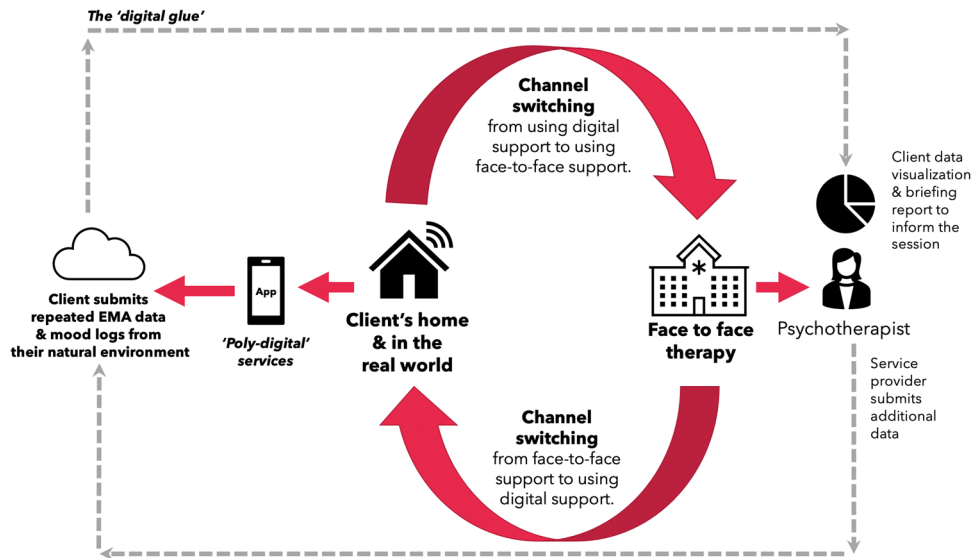 The ‘digital glue’
Channel
switching
from using digital
support to using
face-to-face support.
Client data
visualization
& briefing
report to
inform the
session
App
Client submits
repeated EMA data
& mood logs from
their natural environment
‘Poly-digital’
services
Client’s home
& in the
real world
Face to face
therapy
Psychotherapist
Service
provider
submits
additional
data
Channel
switching
from face-to-face
support to using
digital support.